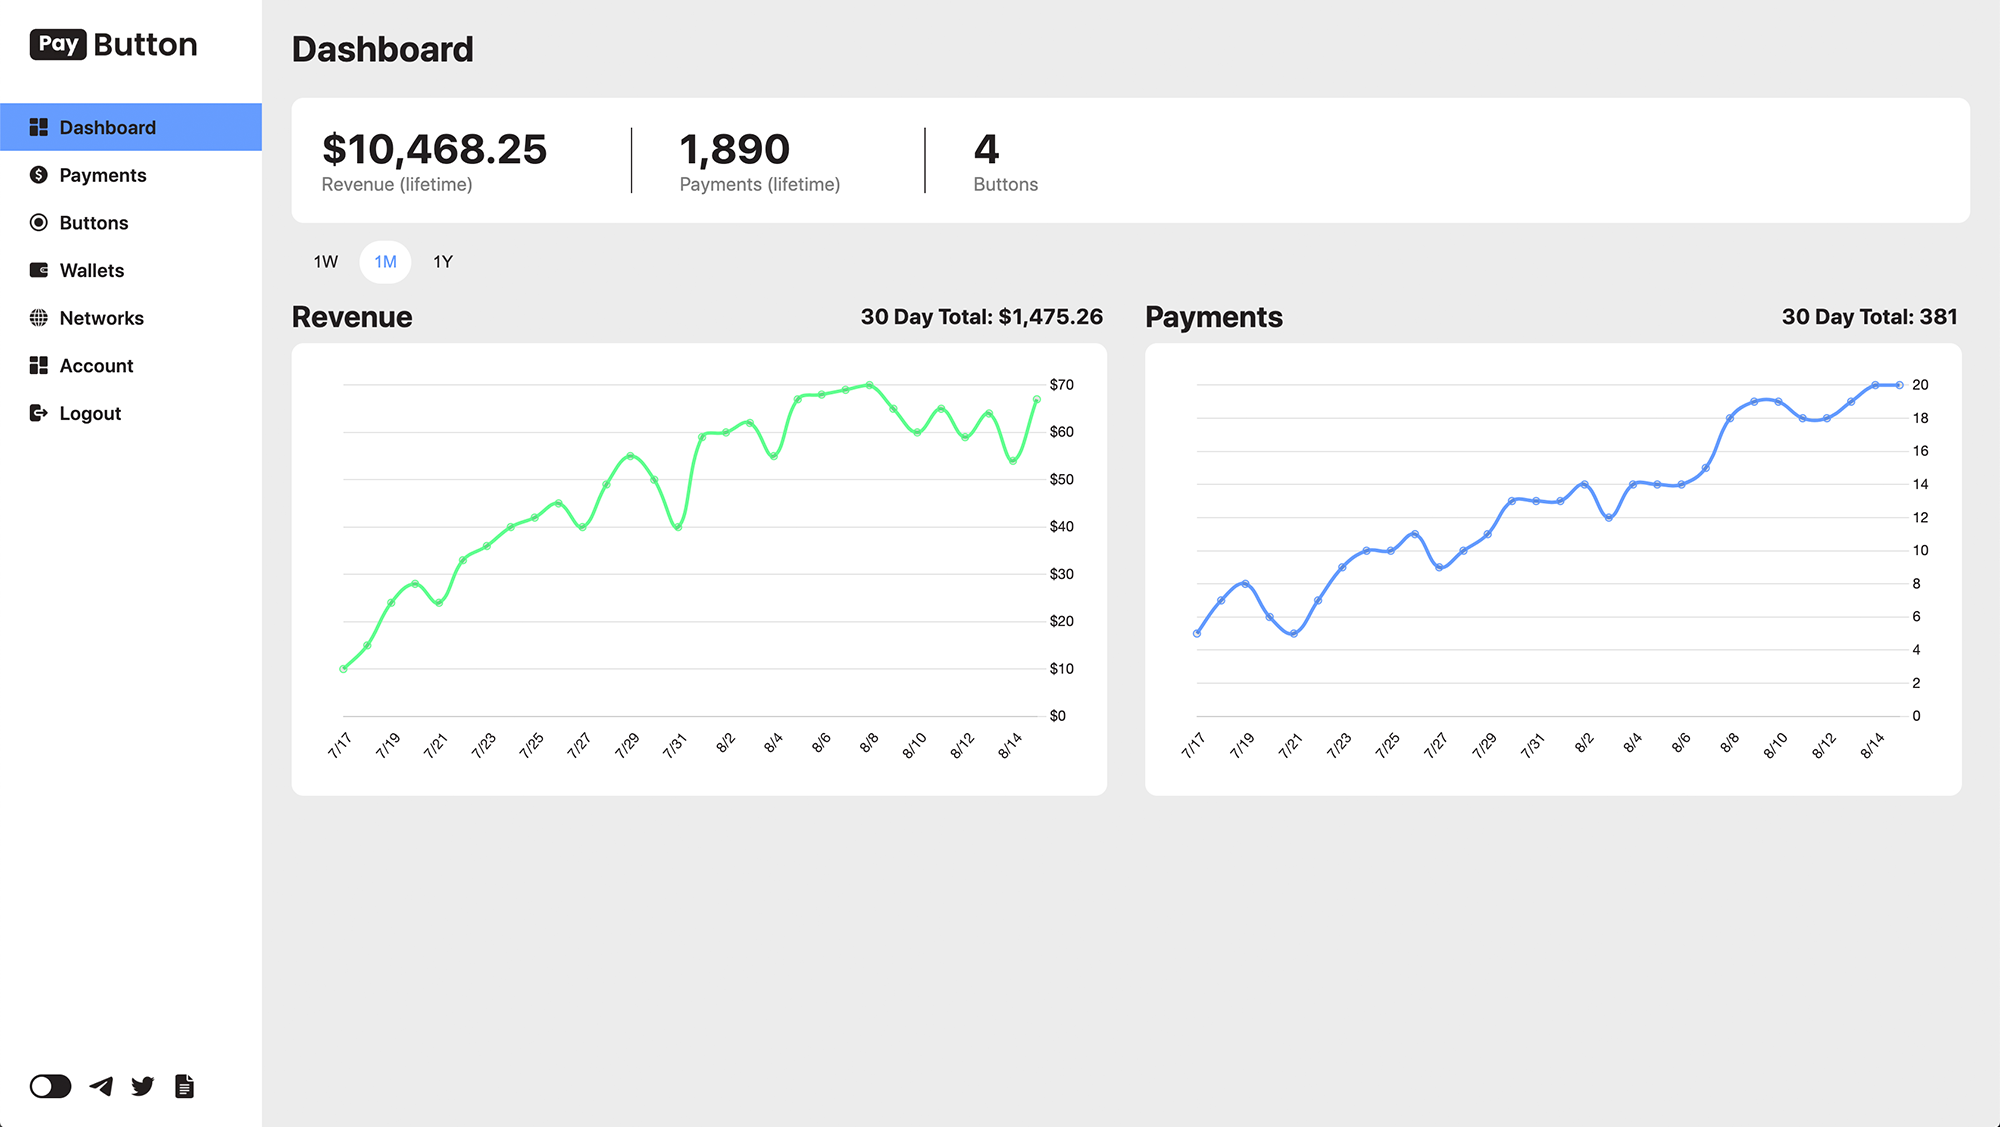 Pay Button
Dashboard
Payments
Buttons
Wallets
Networks
Account
Logout
Dashboard
$10,468.25
Revenue (lifetime)
1,890
Payments (lifetime)
4
Buttons
1W 1M 1Y
Revenue
30 Day Total: $1,475.26
$70
$60
$50
$40
$30
$20
$10
$0
7/17 7/19 7/21 7/23 7/25 7/27 7/29 7/31 8/2 8/4 8/6 8/8 8/10 8/12 8/14
Payments
30 Day Total: 381
20
18
16
14
12
10
8
6
4
2
0
7/17 7/19 7/21 7/23 7/25 7/27 7/29 7/31 8/2 8/4 8/6 8/8 8/10 8/12 8/14